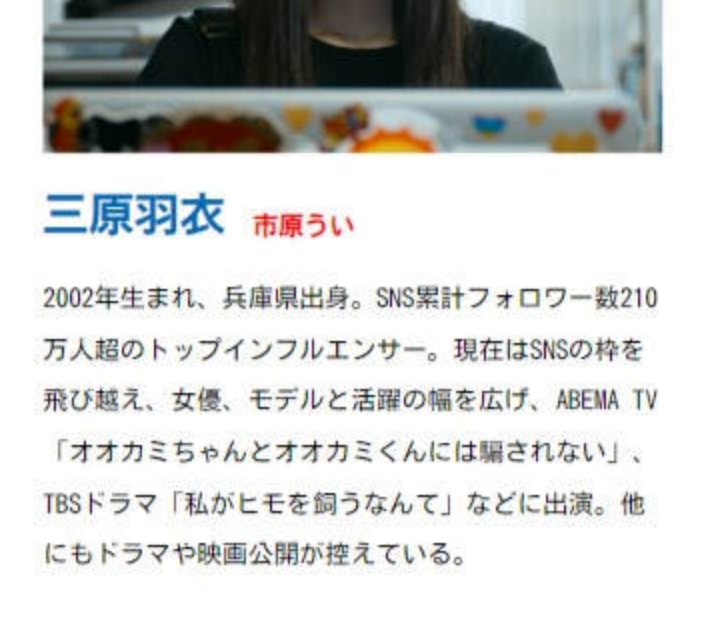 三原羽衣 市原うい
2002年生まれ、兵庫県出身。SNS累計フォロワー数210
万人超のトップインフルエンサー。現在はSNSの枠を
飛び越え、女優、モデルと活躍の幅を広げ、ABEMA TV
「オオカミちゃんとオオカミくんには騙されない」、
TBSドラマ「私がヒモを飼うなんて」などに出演。他
にもドラマや映画公開が控えている。